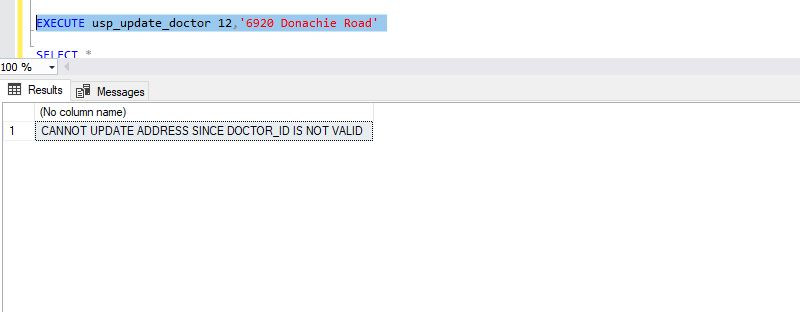 EXECUTE usp_update_doctor 12,'6920 Donachie Road'
SELECT *
100 %
Results Messages
(No column name)
1 CANNOT UPDATE ADDRESS SINCE DOCTOR_ID IS NOT VALID